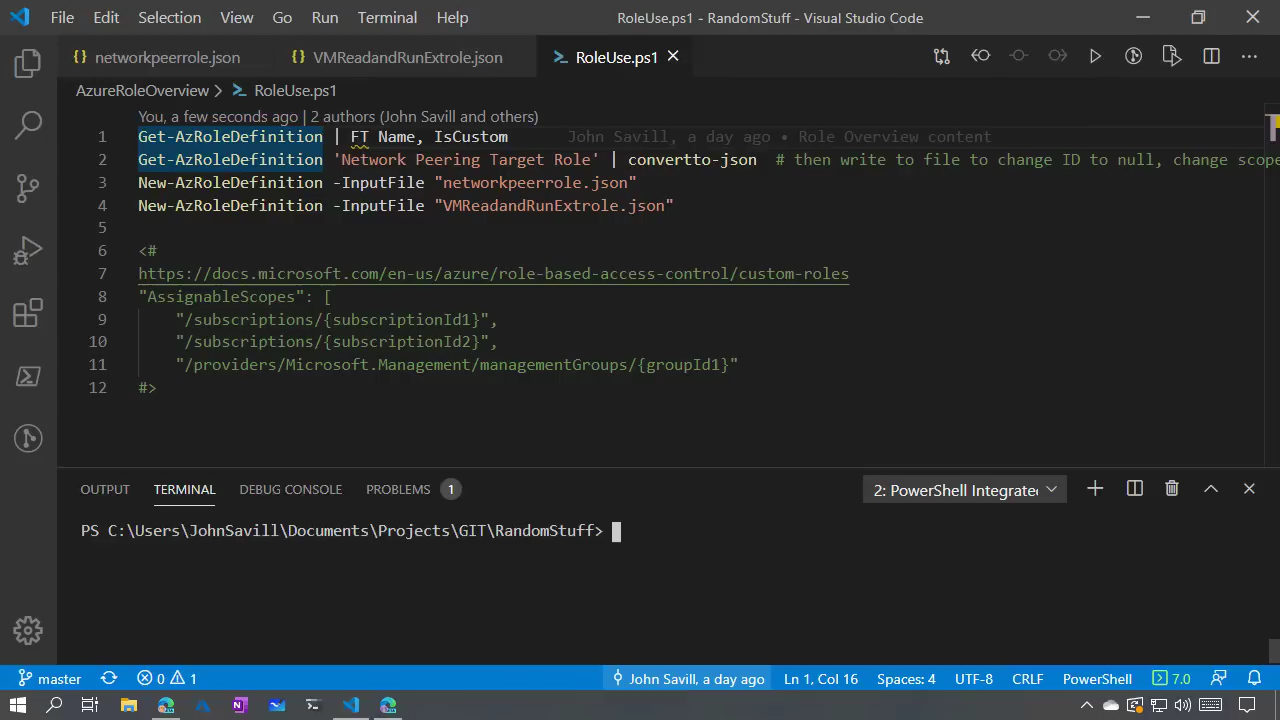 File Edit Selection View Go Run Terminal Help RoleUse.ps1 - RandomStuff - Visual Studio Code
{} networkpeerrole.json {} VMReadandRunExtrole.json RoleUse.ps1
AzureRoleOverview > RoleUse.ps1
You, a few seconds ago | 2 authors (John Savill and others)
1 Get-AzRoleDefinition | FT Name, IsCustom John Savill, a day ago • Role Overview content
2 Get-AzRoleDefinition 'Network Peering Target Role' | convertto-json # then write to file to change ID to null, change scope
3 New-AzRoleDefinition -InputFile "networkpeerrole.json"
4 New-AzRoleDefinition -InputFile "VMReadandRunExtrole.json"
5
6 <#
7 https://docs.microsoft.com/en-us/azure/role-based-access-control/custom-roles
8 "AssignableScopes": [
9 "/subscriptions/{subscriptionId1}",
10 "/subscriptions/{subscriptionId2}",
11 "/providers/Microsoft.Management/managementGroups/{groupId1}"
12 #>
OUTPUT TERMINAL DEBUG CONSOLE PROBLEMS 1 2: PowerShell Integrate
PS C:\Users\JohnSavill\Documents\Projects\GIT\RandomStuff>
master 0 1 John Savill, a day ago Ln 1, Col 16 Spaces: 4 UTF-8 CRLF PowerShell 7.0